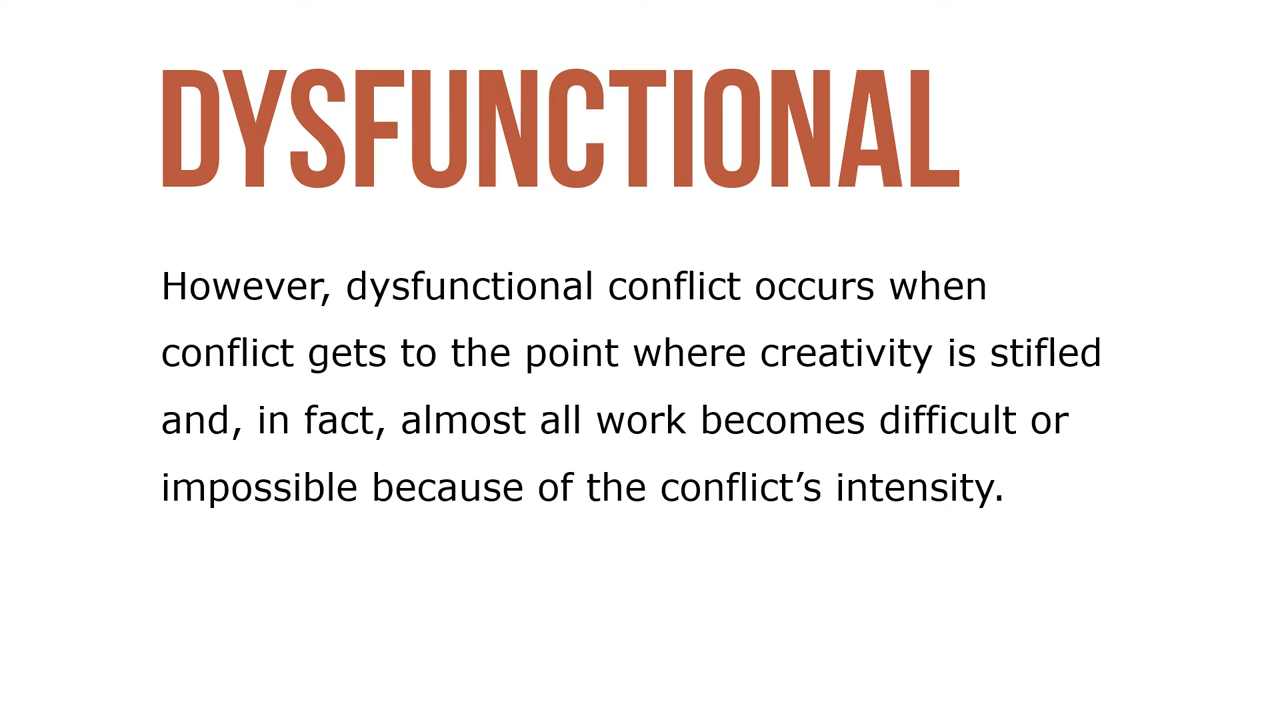 DYSFUNCTIONAL
However, dysfunctional conflict occurs when
conflict gets to the point where creativity is stifled
and, in fact, almost all work becomes difficult or
impossible because of the conflict’s intensity.